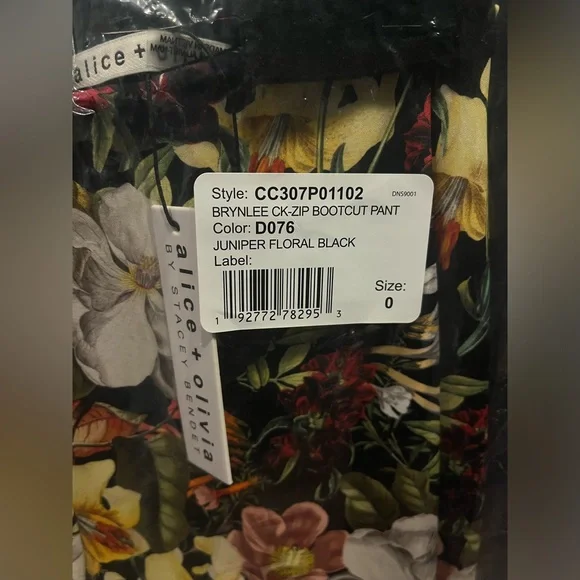 alice + o
Style: CC307P01102
DNS9001
BRYNLEE CK-ZIP BOOTCUT PANT
Color: D076
JUNIPER FLORAL BLACK
Label:
Size:
0
1 92772 78295 3
alice + olivia
BY STACEY BENDET